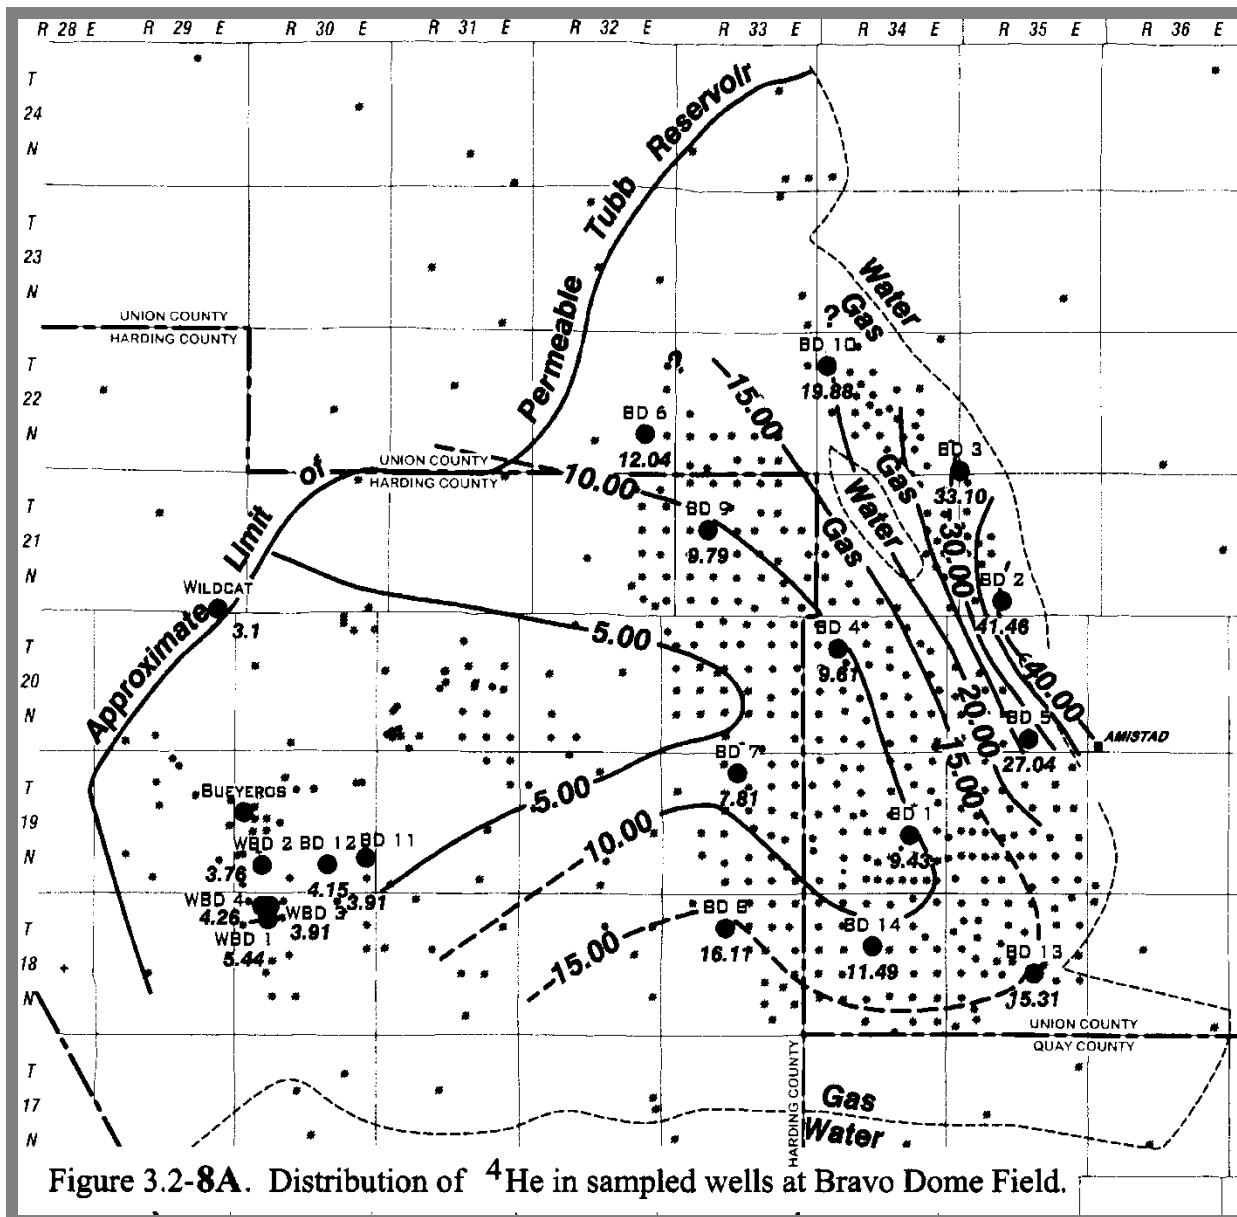 R 28 E R 29 E R 30 E R 31 E R 32 E R 33 E R 34 E R 35 E R 36 E
T
24
N
T
23
N
T
22
N
T
21
N
T
20
N
T
19
N
T
18
N
T
17
N
Approximate Limit of Permeable Tubb Reservoir
Water
Gas
?
?
UNION COUNTY
HARDING COUNTY
BD 10
19.88
15.00
BD 6
12.04
UNION COUNTY
HARDING COUNTY
10.00
Gas
Water
Gas
BD 3
33.10
BD 9
9.79
30.00
BD 2
41.46
WILDCAT
3.1
5.00
BD 4
9.61
40.00
20.00
15.00
BD 5
27.04
AMISTAD
BD 7
7.81
5.00
10.00
BUEYEROS
WBD 2 BD 12 BD 11
3.76
4.15
3.91
BD 1
9.43
WBD 4
4.26
WBD 3
3.91
WBD 1
5.44
15.00
BD 8
16.11
BD 14
11.49
BD 13
15.31
UNION COUNTY
QUAY COUNTY
HARDING COUNTY
Gas
Water
Figure 3.2-8A. Distribution of ⁴He in sampled wells at Bravo Dome Field.